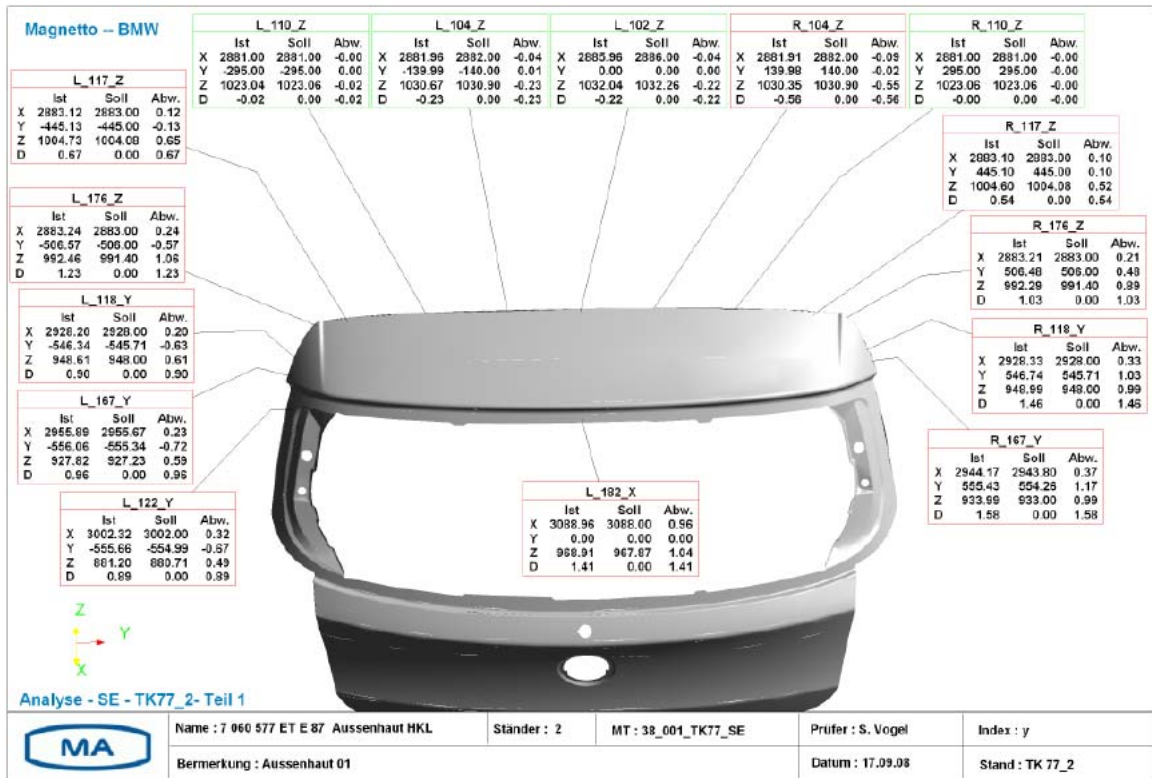 Magnetto -- BMW
L_110_Z
Ist Soll Abw.
X 2881.00 2881.00 -0.00
Y -295.00 -295.00 0.00
Z 1023.04 1023.06 -0.02
D -0.02 0.00 -0.02
L_104_Z
Ist Soll Abw.
X 2881.96 2882.00 -0.04
Y -139.99 -140.00 0.01
Z 1030.67 1030.90 -0.23
D -0.23 0.00 -0.23
L_102_Z
Ist Soll Abw.
X 2885.96 2886.00 -0.04
Y 0.00 0.00 0.00
Z 1032.04 1032.26 -0.22
D -0.22 0.00 -0.22
R_104_Z
Ist Soll Abw.
X 2881.91 2882.00 -0.09
Y 139.98 140.00 -0.02
Z 1030.35 1030.90 -0.55
D -0.56 0.00 -0.56
R_110_Z
Ist Soll Abw.
X 2881.00 2881.00 -0.00
Y 295.00 295.00 -0.00
Z 1023.06 1023.06 -0.00
D -0.00 0.00 -0.00
L_117_Z
Ist Soll Abw.
X 2883.12 2883.00 0.12
Y -445.13 -445.00 -0.13
Z 1004.73 1004.08 0.65
D 0.67 0.00 0.67
R_117_Z
Ist Soll Abw.
X 2883.10 2883.00 0.10
Y 445.10 445.00 0.10
Z 1004.60 1004.08 0.52
D 0.54 0.00 0.54
L_176_Z
Ist Soll Abw.
X 2883.24 2883.00 0.24
Y -506.57 -506.00 -0.57
Z 992.46 991.40 1.06
D 1.23 0.00 1.23
R_176_Z
Ist Soll Abw.
X 2883.21 2883.00 0.21
Y 506.48 506.00 0.48
Z 992.29 991.40 0.89
D 1.03 0.00 1.03
L_118_Y
Ist Soll Abw.
X 2928.20 2928.00 0.20
Y -546.34 -545.71 -0.63
Z 948.61 948.00 0.61
D 0.90 0.00 0.90
R_118_Y
Ist Soll Abw.
X 2928.33 2928.00 0.33
Y 546.74 545.71 1.03
Z 948.99 948.00 0.99
D 1.46 0.00 1.46
L_167_Y
Ist Soll Abw.
X 2955.89 2955.67 0.23
Y -556.06 -555.34 -0.72
Z 927.82 927.23 0.59
D 0.96 0.00 0.96
R_167_Y
Ist Soll Abw.
X 2944.17 2943.80 0.37
Y 555.43 554.26 1.17
Z 933.99 933.00 0.99
D 1.58 0.00 1.58
L_122_Y
Ist Soll Abw.
X 3002.32 3002.00 0.32
Y -555.66 -554.99 -0.67
Z 881.20 880.71 0.49
D 0.89 0.00 0.89
L_182_X
Ist Soll Abw.
X 3088.96 3088.00 0.96
Y 0.00 0.00 0.00
Z 968.91 967.87 1.04
D 1.41 0.00 1.41
Z
Y
X
Analyse - SE - TK77_2- Teil 1
MA
Name : 7 060 577 ET E 87 Aussenhaut HKL
Ständer : 2
MT : 38_001_TK77_SE
Prüfer : S. Vogel
Index : y
Bermerkung : Aussenhaut 01
Datum : 17.09.08
Stand : TK 77_2